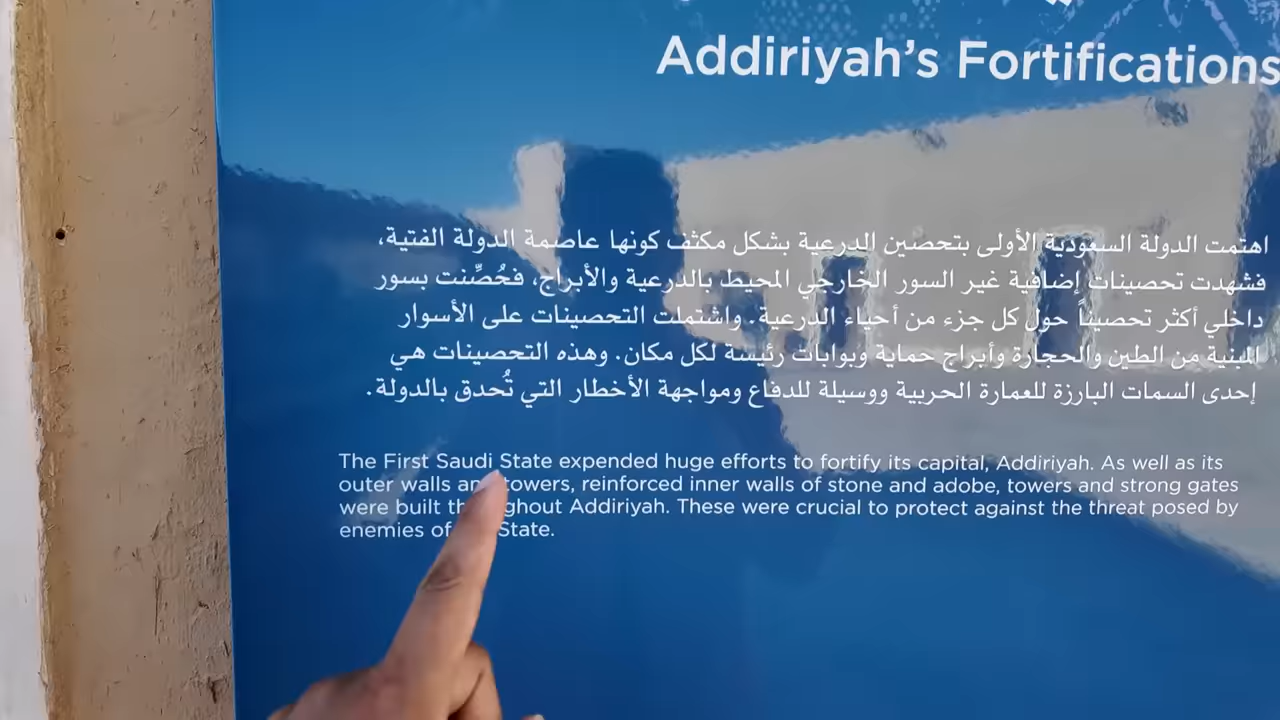 Addiriyah's Fortifications
اهتمت الدولة السعودية الأولى بتحصين الدرعية بشكل مكثف كونها عاصمة الدولة الفتية،
فشهدت تحصينات إضافية غير السور الخارجي المحيط بالدرعية والأبراج، فحُصِّنت بسور
داخلي أكثر تحصيناً حول كل جزء من أحياء الدرعية. واشتملت التحصينات على الأسوار
المبنية من الطين والحجارة وأبراج حماية وبوابات رئيسة لكل مكان. وهذه التحصينات هي
إحدى السمات البارزة للعمارة الحربية ووسيلة للدفاع ومواجهة الأخطار التي تُحدق بالدولة.
The First Saudi State expended huge efforts to fortify its capital, Addiriyah. As well as its
outer walls and towers, reinforced inner walls of stone and adobe, towers and strong gates
were built throughout Addiriyah. These were crucial to protect against the threat posed by
enemies of State.